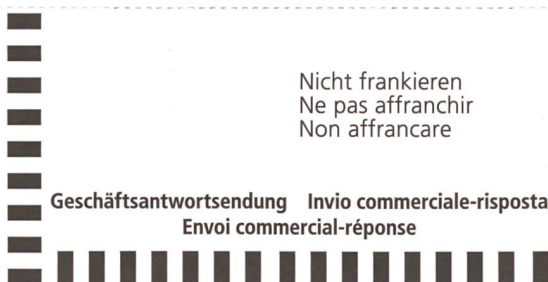 Nicht frankieren
Ne pas affranchir
Non affrancare
Geschäftsantwortsendung Invio commerciale-risposta
Envoi commercial-réponse